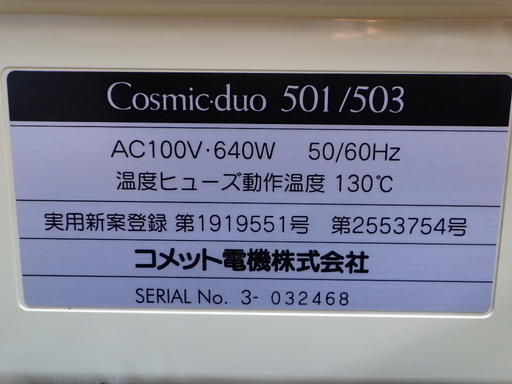 Cosmic·duo 501/503
AC100V·640W 50/60Hz
温度ヒューズ動作温度 130℃
実用新案登録 第1919551号 第2553754号
コメット電機株式会社
SERIAL No. 3- 032468